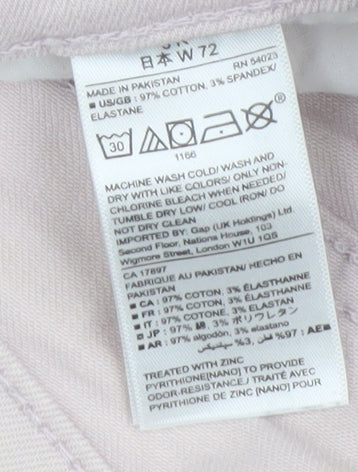 日本 W 72
MADE IN PAKISTAN RN 54023
■ US/GB : 97% COTTON, 3% SPANDEX/
ELASTANE
30
®
1166
MACHINE WASH COLD/ WASH AND
DRY WITH LIKE COLORS/ ONLY NON-
CHLORINE BLEACH WHEN NEEDED/
TUMBLE DRY LOW/ COOL IRON/ DO
NOT DRY CLEAN
IMPORTED BY: Gap (UK Holdings) Ltd
Second Floor, Nations House, 103
Wigmore Street, London W1U 1QS
CA 17897
FABRIQUÉ AU PAKISTAN/ HECHO EN
PAKISTÁN
■ CA : 97% COTON, 3% ÉLASTHANNE
■ FR : 97% COTON, 3% ÉLASTHANNE
■ IT : 97% COTONE, 3% ELASTAN
□ JP : 97% 綿, 3% ポリウレタン
■ AR : 97% algodón, 3% elastano
■ AE : 97% قطن, 3% سباندكس
TREATED WITH ZINC
PYRITHIONE[NANO] TO PROVIDE
ODOR-RESISTANCE./ TRAITÉ AVEC
PYRITHIONE DE ZINC [NANO] POUR